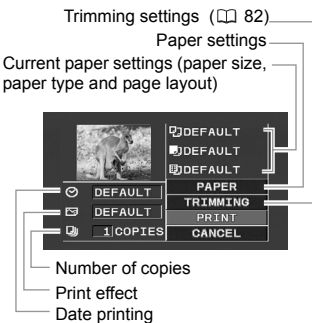 Trimming settings (📖 82)
Paper settings
Current paper settings (paper size,
paper type and page layout)
DEFAULT
DEFAULT
DEFAULT
DEFAULT PAPER
TRIMMING
DEFAULT PRINT
1 COPIES CANCEL
Number of copies
Print effect
Date printing